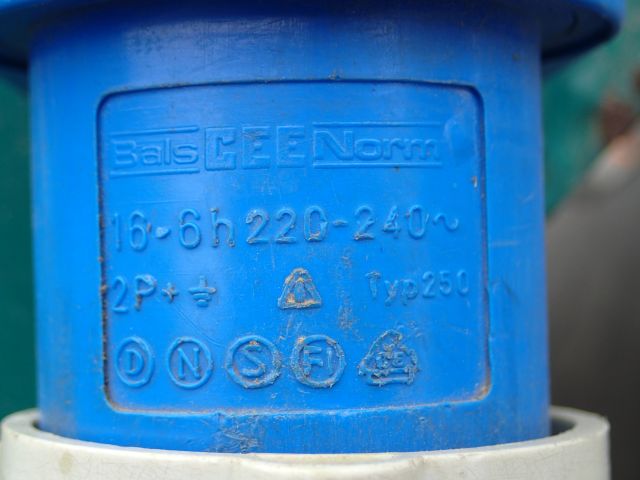 Bals CEE Norm
16-6h 220-240~
2P+⏚ Typ250
D N S FI